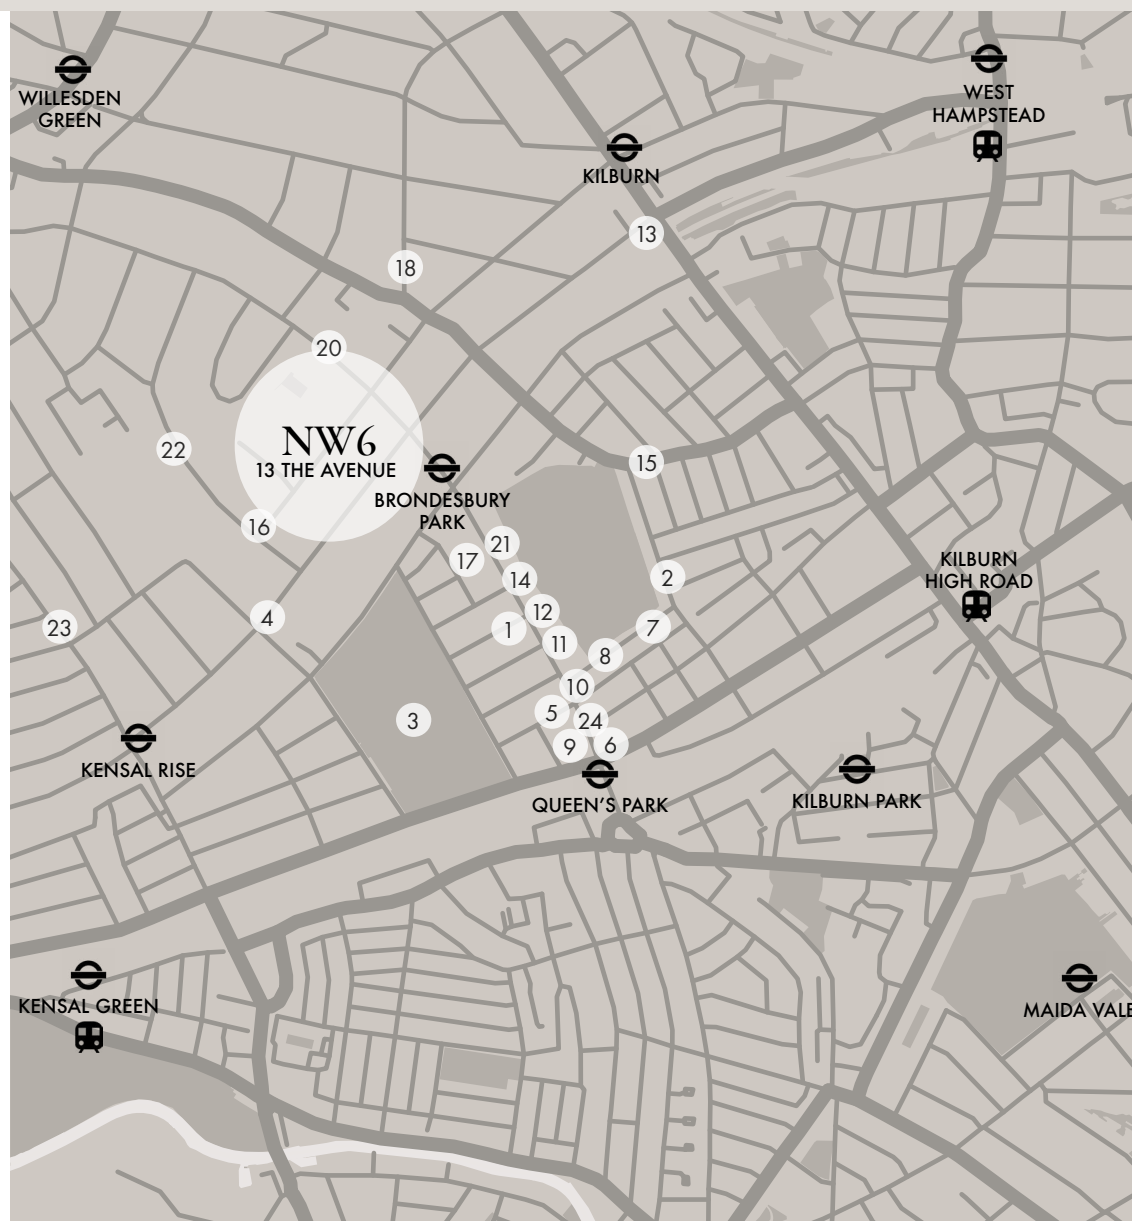 WEST
HAMPSTEAD
WILLESDEN
GREEN
KILBURN
13
18
20
NW6
13 THE AVENUE
22
15
BRONDESBURY
PARK
16
21
17
14
2
KILBURN
HIGH ROAD
12
4
23
1
7
11
8
10
5
24
3
9
6
KENSAL RISE
QUEEN'S PARK
KILBURN PARK
KENSAL GREEN
MAIDA VALE